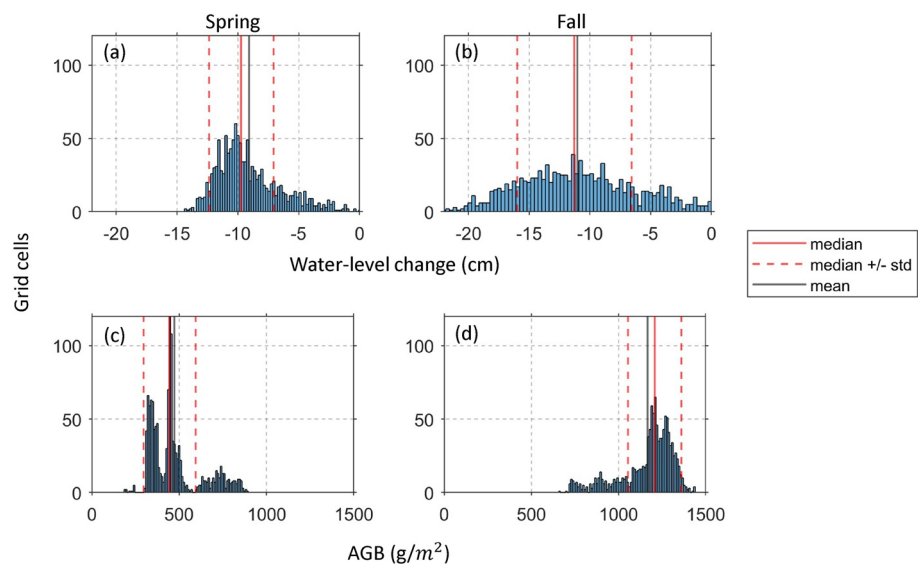 Spring
Fall
(a)
(b)
100
50
0
-20
-15
-10
-5
0
100
50
0
-20
-15
-10
-5
0
Water-level change (cm)
Grid cells
median
median +/- std
mean
(c)
(d)
100
50
0
0
500
1000
1500
100
50
0
0
500
1000
1500
AGB (g/m²)